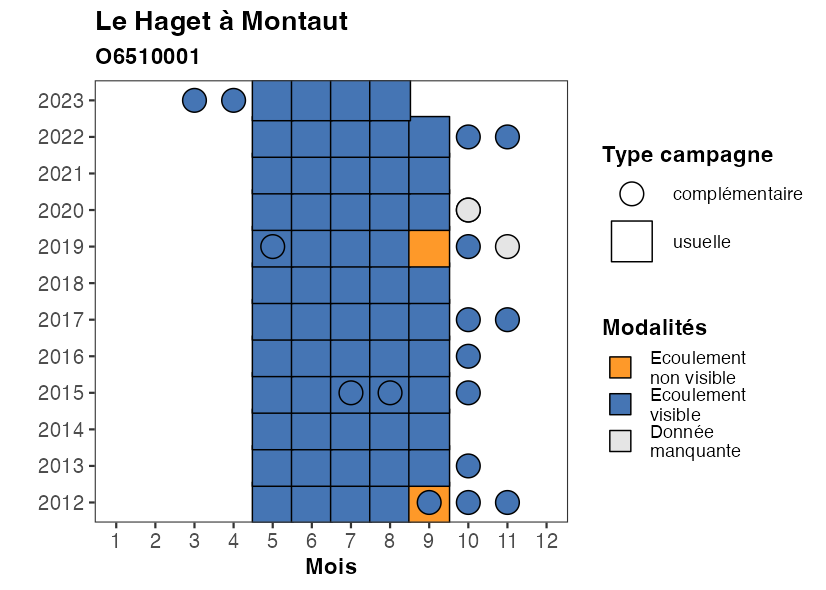 Le Haget à Montaut
O6510001
2023
2022
2021
2020
2019
2018
2017
2016
2015
2014
2013
2012
1 2 3 4 5 6 7 8 9 10 11 12
Mois
Type campagne
complémentaire
usuelle
Modalités
Ecoulement
non visible
Ecoulement
visible
Donnée
manquante